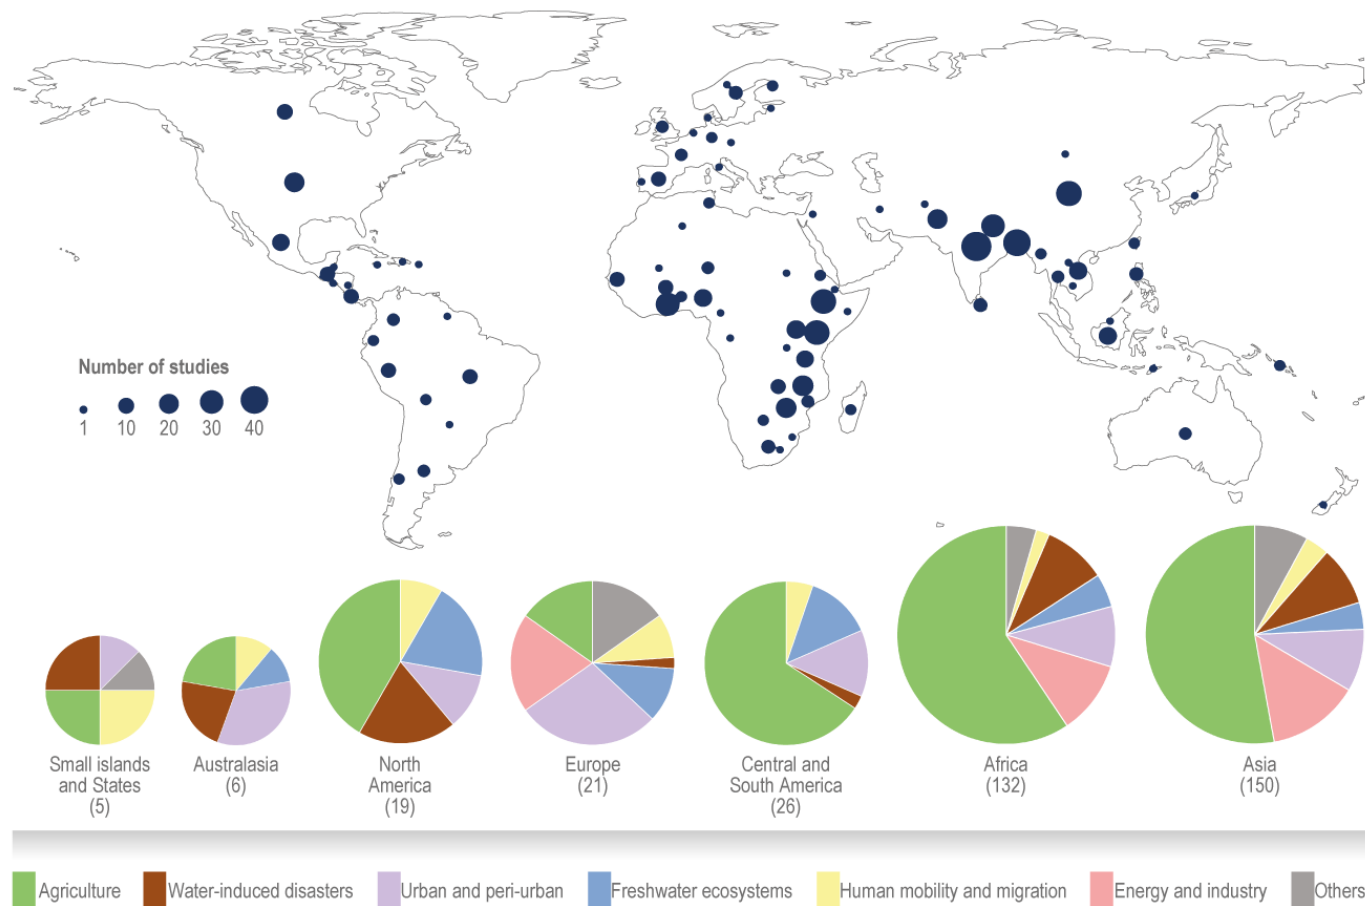 Number of studies
1 10 20 30 40
Small islands
and States
(5)
Australasia
(6)
North
America
(19)
Europe
(21)
Central and
South America
(26)
Africa
(132)
Asia
(150)
Agriculture
Water-induced disasters
Urban and peri-urban
Freshwater ecosystems
Human mobility and migration
Energy and industry
Others